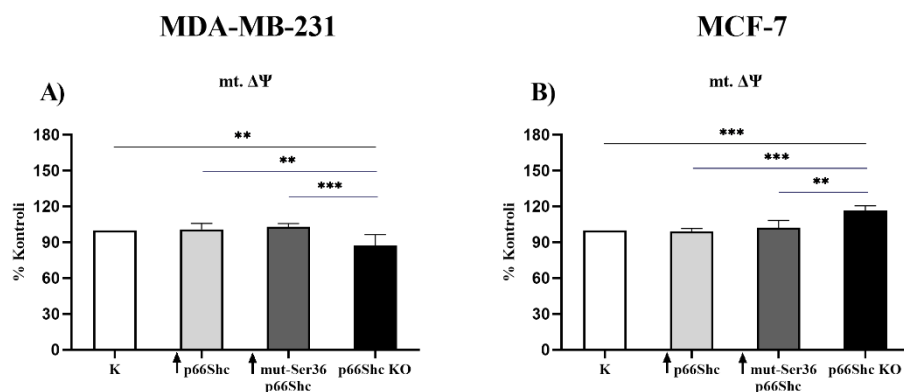 MDA-MB-231
mt. ΔΨ
A)
**
**
***
180
150
120
90
60
30
0
% Kontroli
K
↑ p66Shc
↑ mut-Ser36
p66Shc
p66Shc KO
MCF-7
mt. ΔΨ
B)
***
***
**
180
150
120
90
60
30
0
% Kontroli
K
↑ p66Shc
↑ mut-Ser36
p66Shc
p66Shc KO